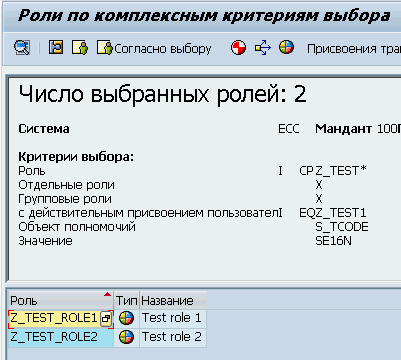 Роли по комплексным критериям выбора
Согласно выбору Присвоения тра
Число выбранных ролей: 2
Система ECC Мандант 100
Критерии выбора:
Роль I CP Z_TEST*
Отдельные роли X
Групповые роли X
с действительным присвоением пользовател I EQ Z_TEST1
Объект полномочий S_TCODE
Значение SE16N
Роль Тип Название
Z_TEST_ROLE1 Test role 1
Z_TEST_ROLE2 Test role 2